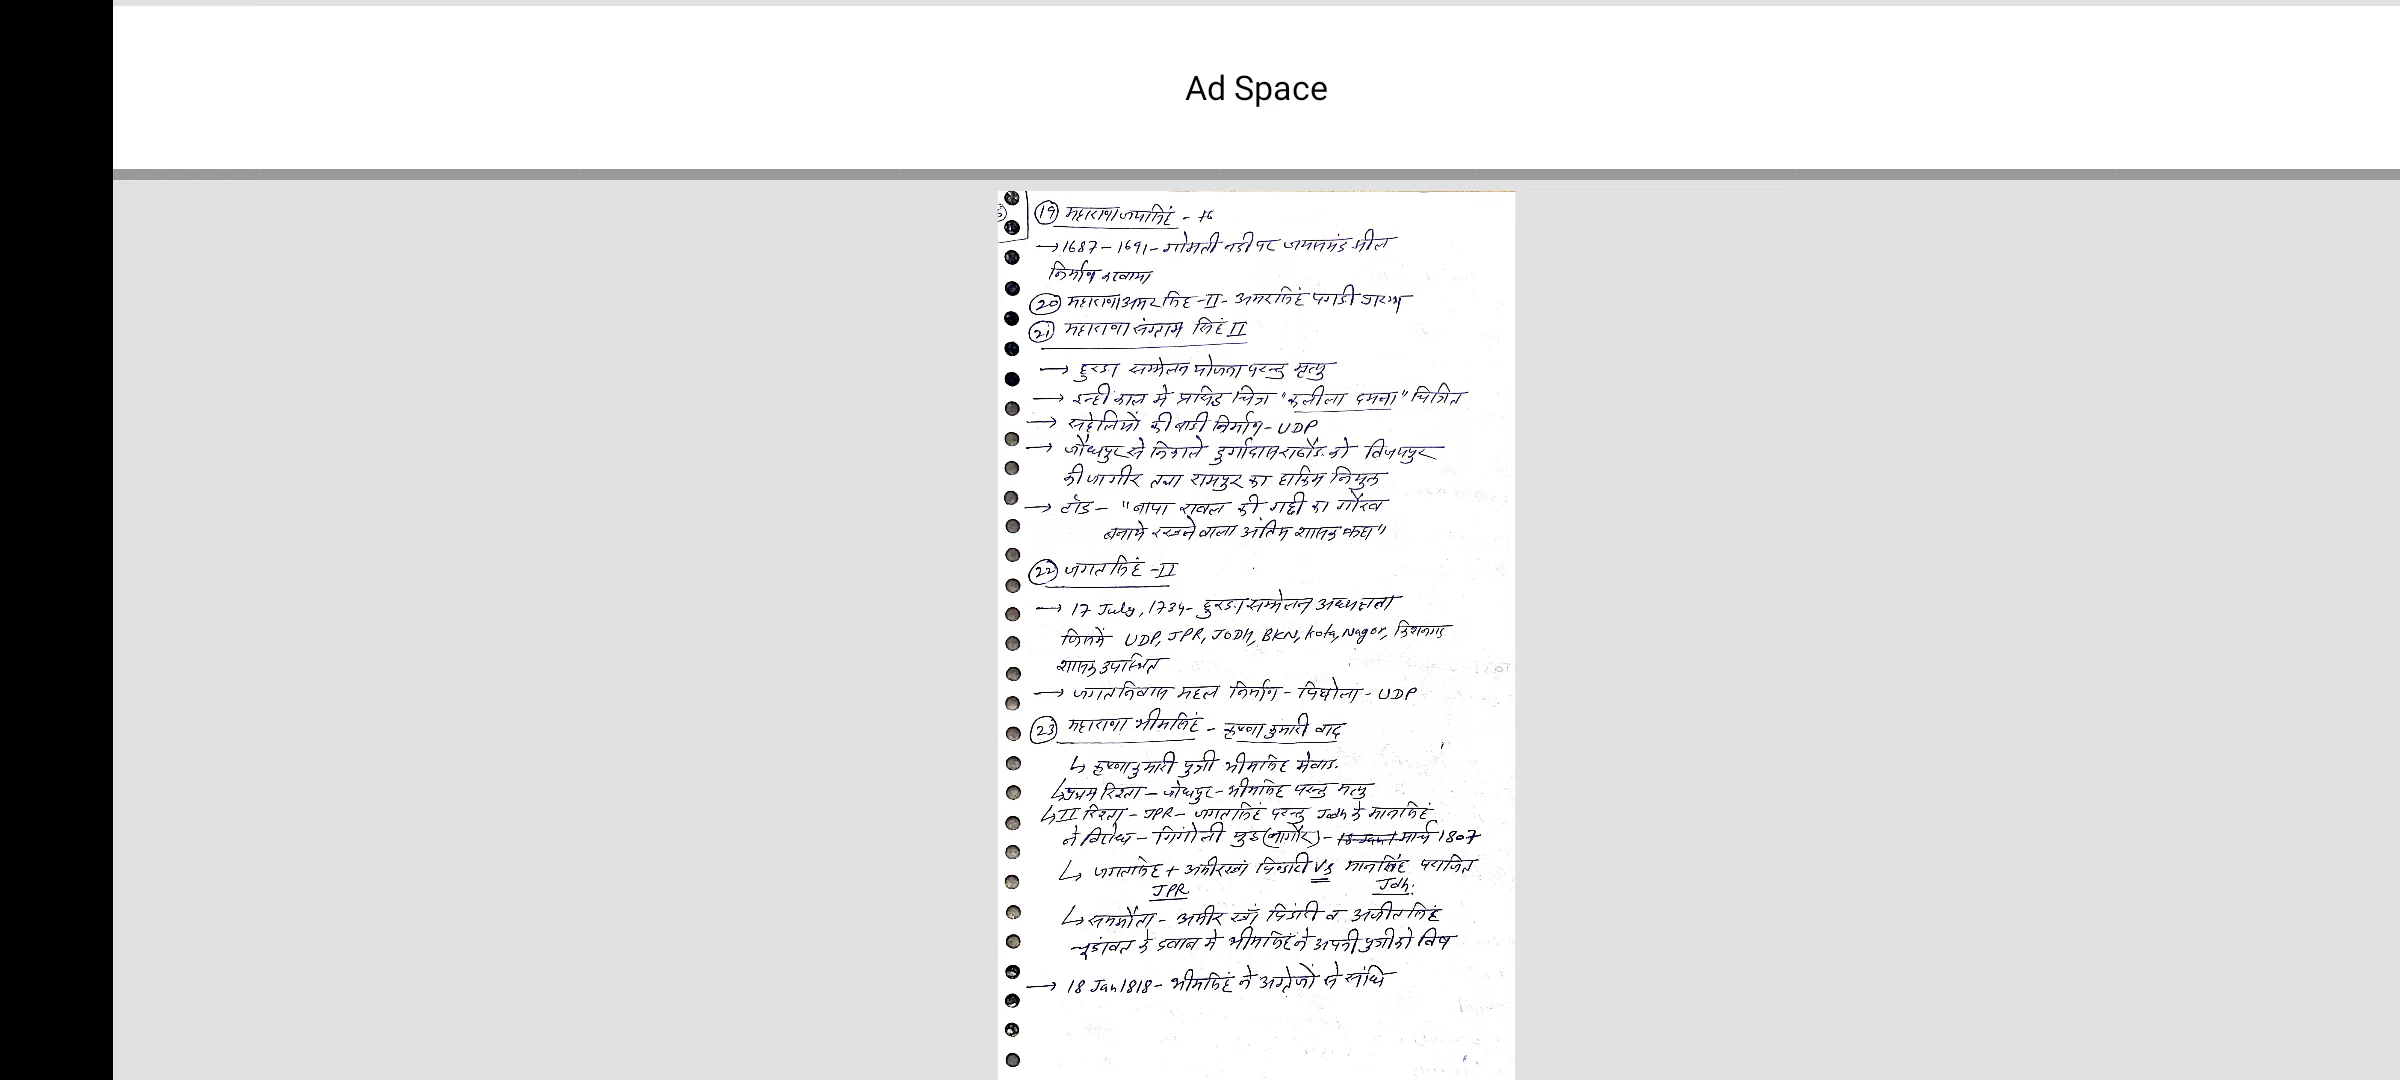 Ad Space
19 महाराणा जयसिंह -
→ 1687 - 1691 - गोमती नदी पर जयसमंद झील
निर्माण करवाया
20 महाराणा अमर सिंह - II - अमरसिंह पगडी प्रारम्भ
21 महाराणा संग्राम सिंह II
→ हुरडा सम्मेलन योजना परन्तु मृत्यु
→ इन्ही काल मे प्रसिद्ध चित्र "कलीला दमना" चित्रित
→ सहेलियों की बाडी निर्माण - UDP
→ जोधपुर से निकाले दुर्गादास राठौड को विजयपुर
की जागीर तथा रामपुर का हाकिम नियुक्त
→ टॉड - "बापा रावल की गद्दी का गौरव
बनाये रखने वाला अंतिम शासक कहा"
22 जगतसिंह - II
→ 17 July, 1734 - हुरडा सम्मेलन अध्यक्षता
जिसमें UDP, JPR, JODH, BKN, Kota, Nagor, किशनगढ
शासक उपस्थित
→ जगतनिवास महल निर्माण - पिछोला - UDP
23 महाराणा भीमसिंह - कृष्णा कुमारी वाद
↳ कृष्णाकुमारी पुत्री भीमसिंह मेवाड.
↳ प्रथम रिश्ता - जोधपुर - भीमसिंह परन्तु मृत्यु
↳ II रिश्ता - JPR - जगतसिंह परन्तु Jodh के मानसिंह
ने विरोध - गिंगोली युद्ध (नागौर) - मार्च 1807
↳ जगतसिंह + अमीरखां पिण्डारी VS मानसिंह पराजित
JPR Jdh.
↳ समझौता - अमीर खाँ पिंडारी व अजीतसिंह
चूडांवत के दवाब मे भीमसिंह ने अपनी पुत्री को विष
→ 18 Jan 1818 - भीमसिंह ने अग्रेजों से संधि